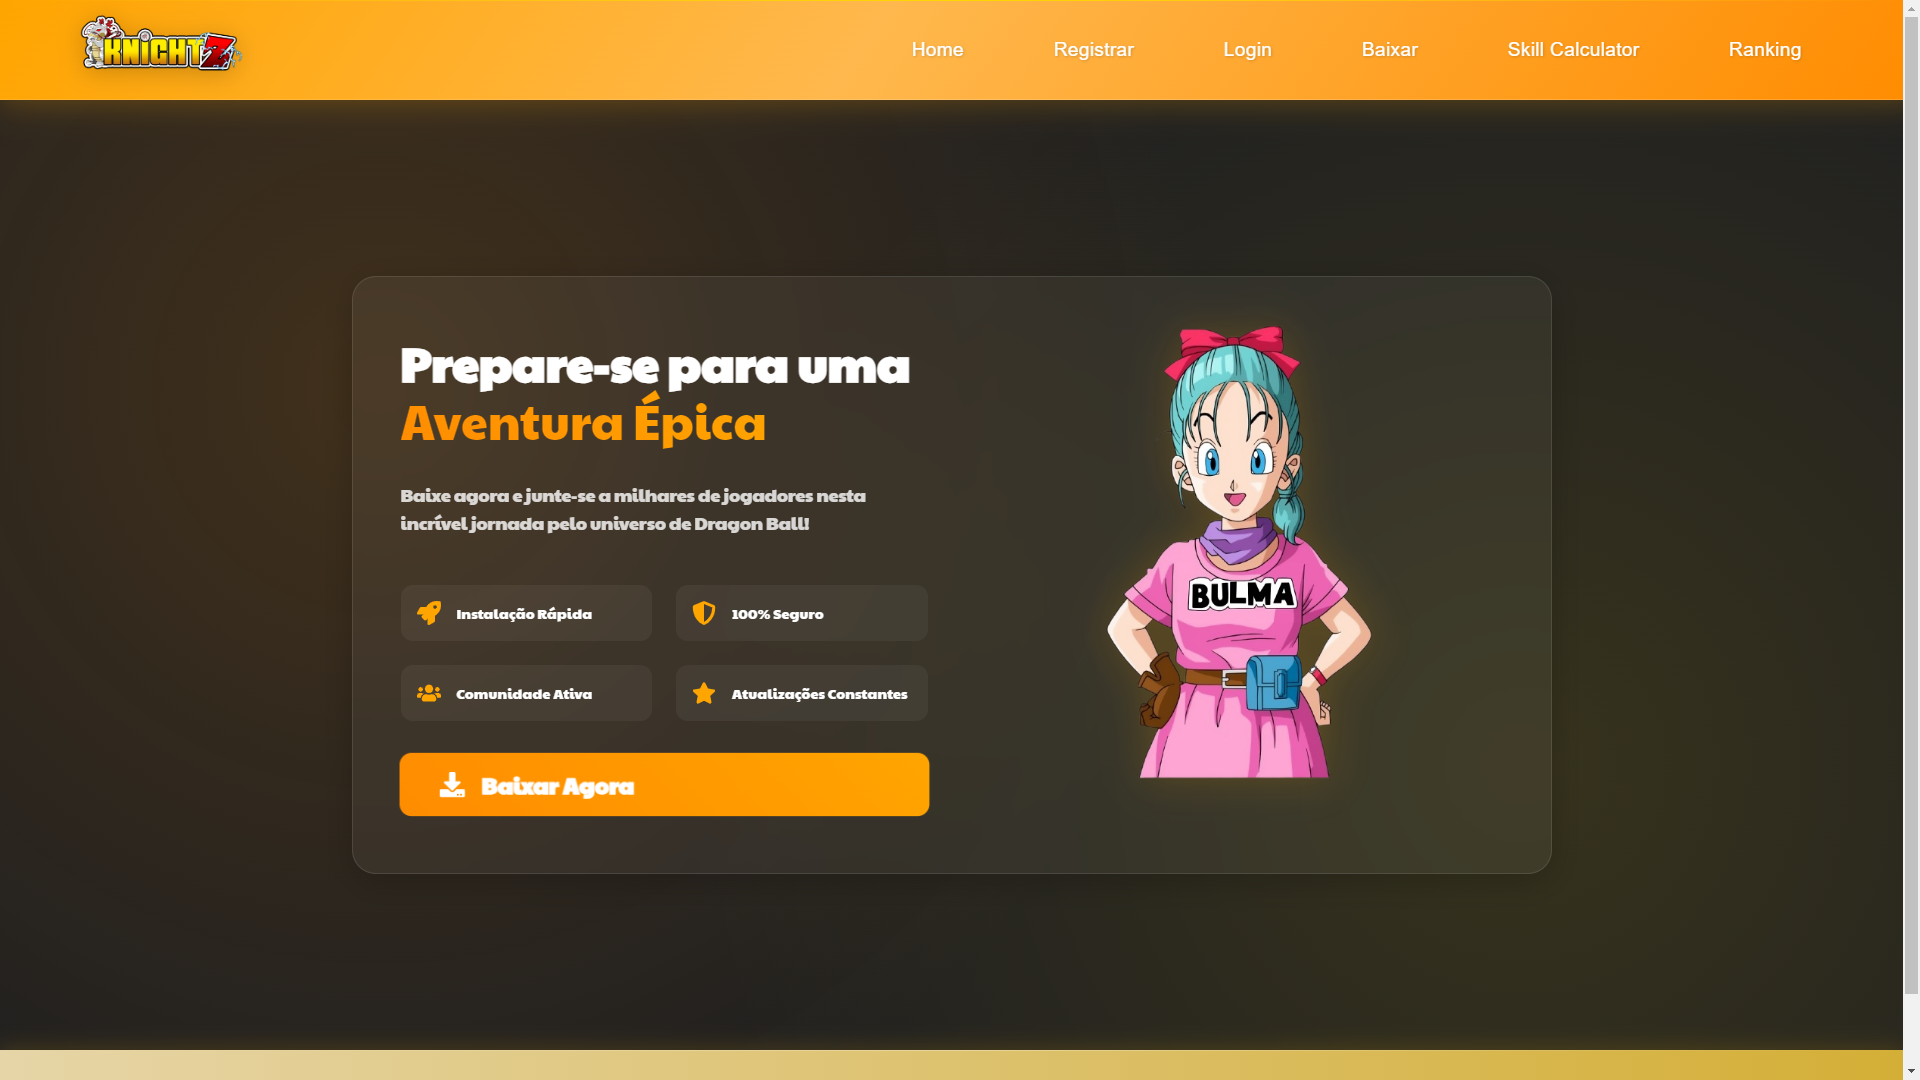 KNIGHT Z
Home
Registrar
Login
Baixar
Skill Calculator
Ranking
Prepare-se para uma
Aventura Épica
Baixe agora e junte-se a milhares de jogadores nesta
incrível jornada pelo universo de Dragon Ball!
Instalação Rápida
100% Seguro
Comunidade Ativa
Atualizações Constantes
Baixar Agora
BULMA